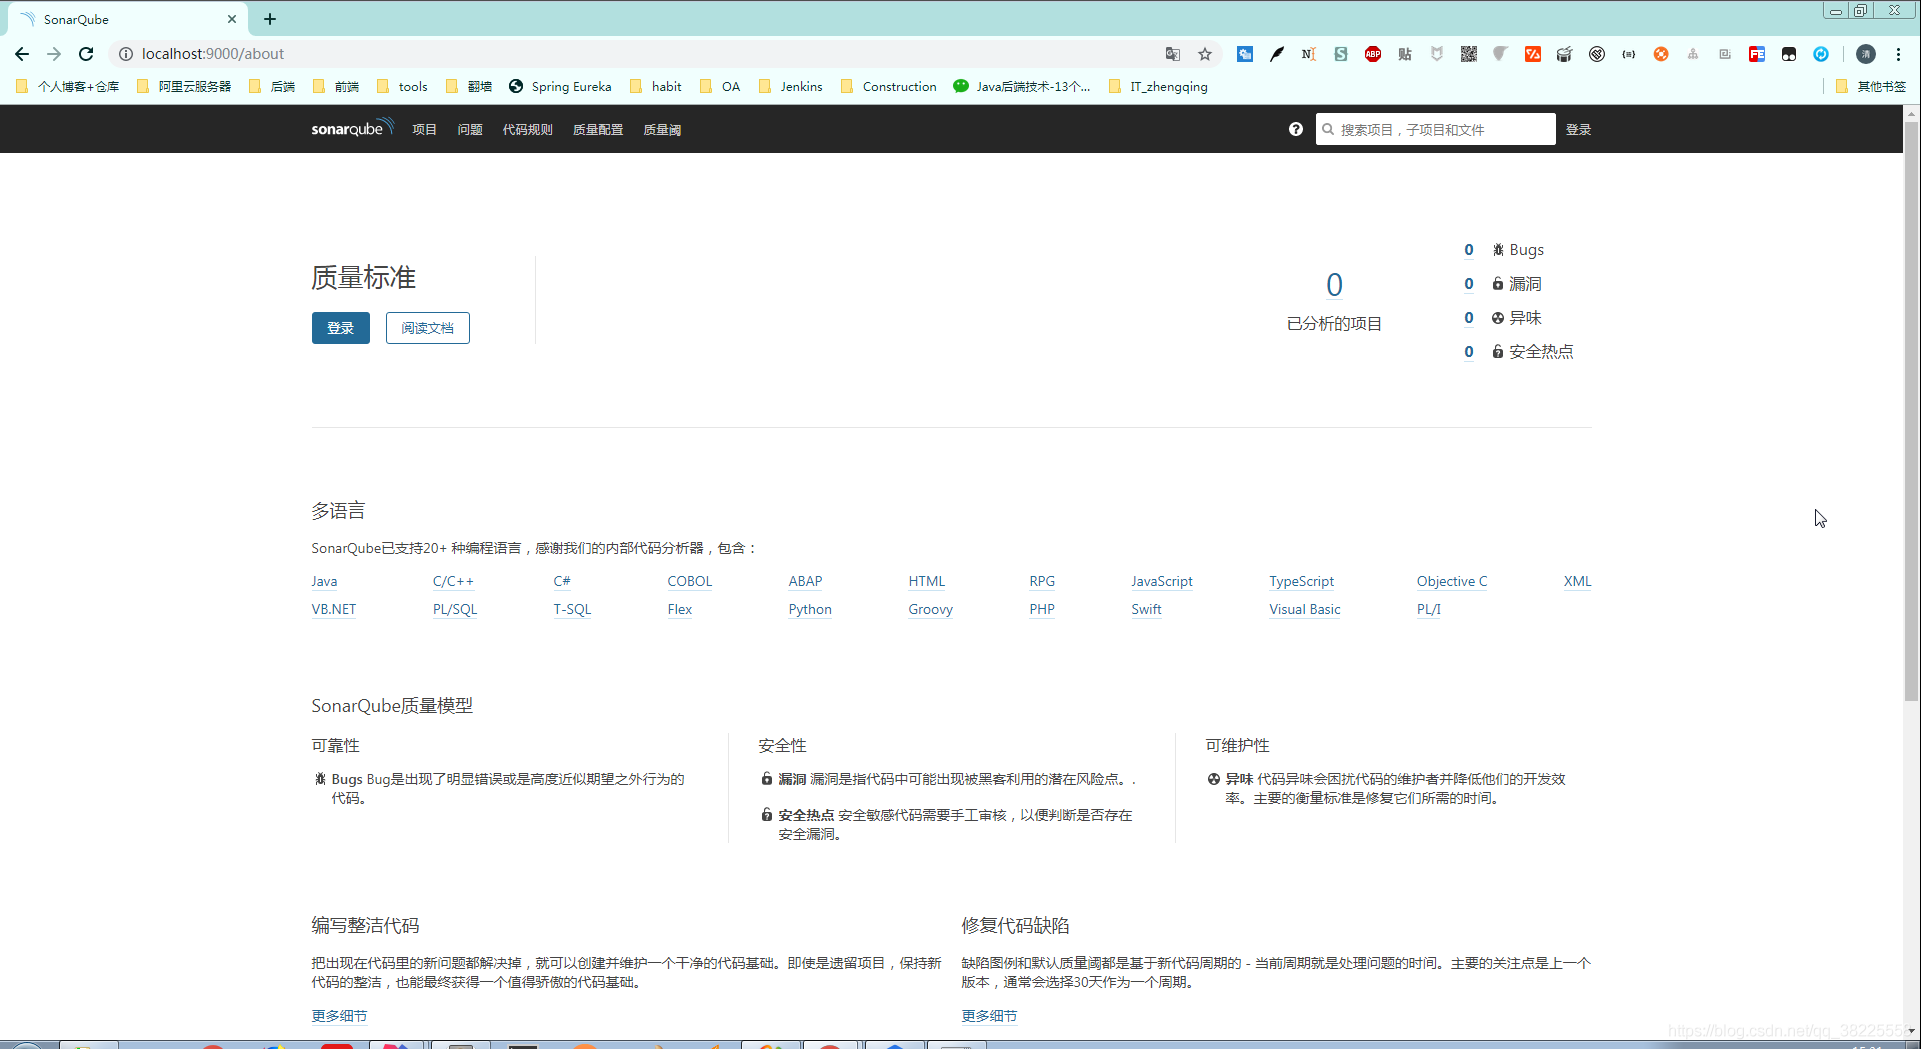 SonarQube
localhost:9000/about
个人博客+仓库 阿里云服务器 后端 前端 tools 翻墙 Spring Eureka habit OA Jenkins Construction Java后端技术-13个... IT_zhengqing 其他书签
sonarqube 项目 问题 代码规则 质量配置 质量阈 搜索项目，子项目和文件 登录
质量标准
登录 阅读文档
0
已分析的项目
0 Bugs
0 漏洞
0 异味
0 安全热点
多语言
SonarQube已支持20+ 种编程语言，感谢我们的内部代码分析器，包含：
Java C/C++ C# COBOL ABAP HTML RPG JavaScript TypeScript Objective C XML
VB.NET PL/SQL T-SQL Flex Python Groovy PHP Swift Visual Basic PL/I
SonarQube质量模型
可靠性
Bugs Bug是出现了明显错误或是高度近似期望之外行为的
代码。
安全性
漏洞 漏洞是指代码中可能出现被黑客利用的潜在风险点。.
安全热点 安全敏感代码需要手工审核，以便判断是否存在
安全漏洞。
可维护性
异味 代码异味会困扰代码的维护者并降低他们的开发效
率。主要的衡量标准是修复它们所需的时间。
编写整洁代码
把出现在代码里的新问题都解决掉，就可以创建并维护一个干净的代码基础。即使是遗留项目，保持新
代码的整洁，也能最终获得一个值得骄傲的代码基础。
更多细节
修复代码缺陷
缺陷图例和默认质量阈都是基于新代码周期的 - 当前周期就是处理问题的时间。主要的关注点是上一个
版本，通常会选择30天作为一个周期。
更多细节